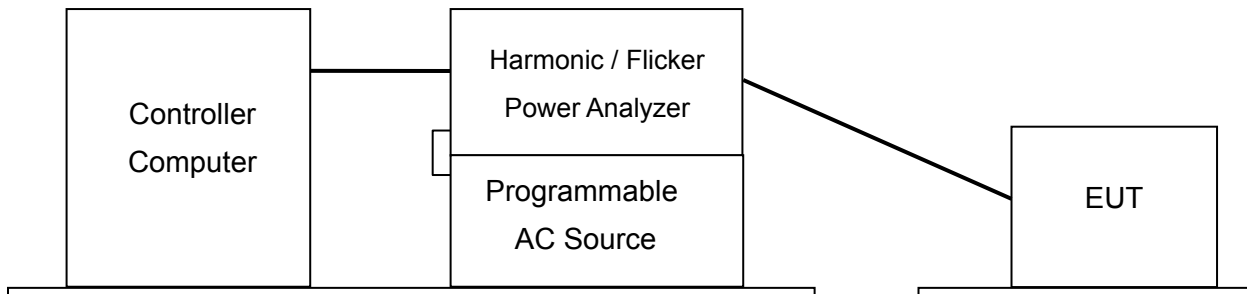 Controller
Computer
Harmonic / Flicker
Power Analyzer
Programmable
AC Source
EUT